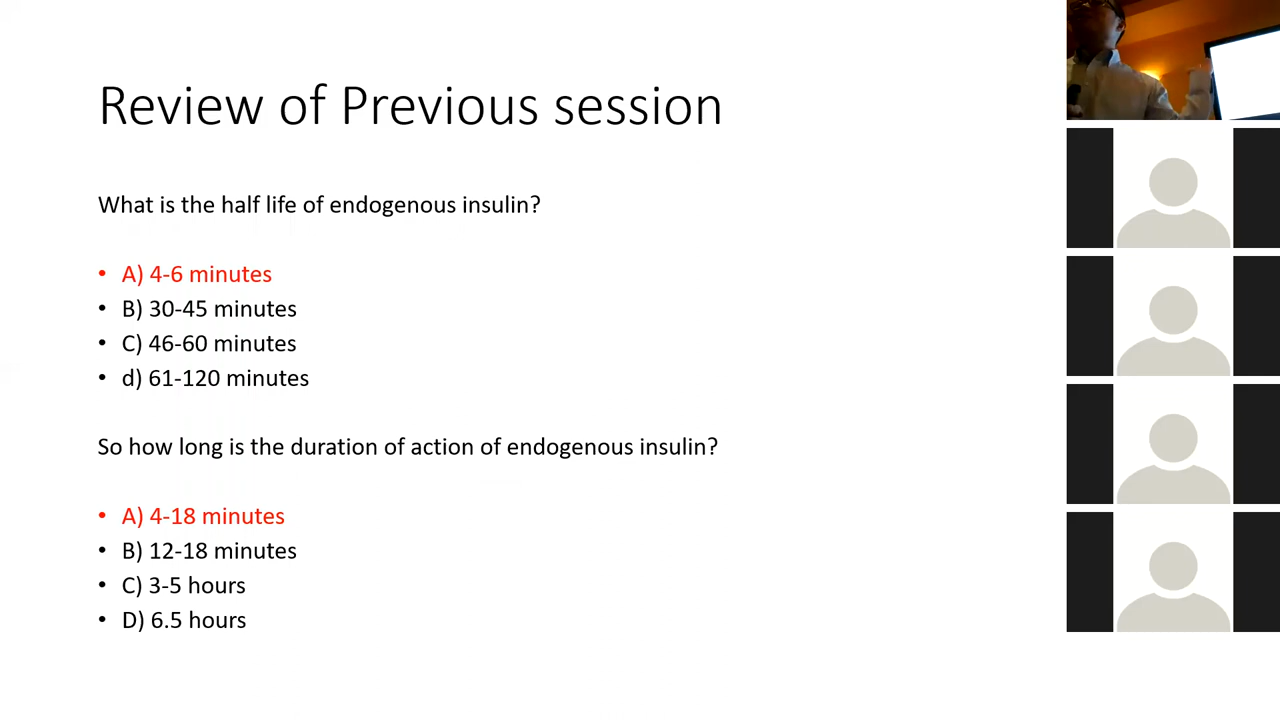 Review of Previous session
What is the half life of endogenous insulin?
• A) 4-6 minutes
• B) 30-45 minutes
• C) 46-60 minutes
• d) 61-120 minutes
So how long is the duration of action of endogenous insulin?
• A) 4-18 minutes
• B) 12-18 minutes
• C) 3-5 hours
• D) 6.5 hours